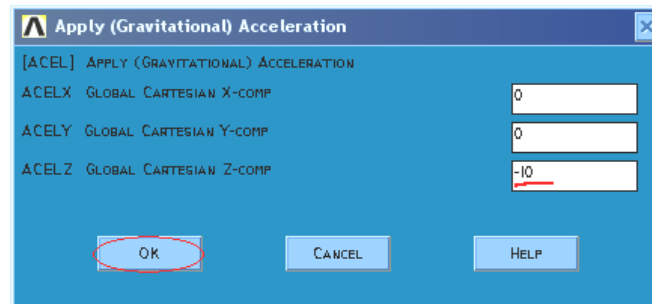 Apply (Gravitational) Acceleration
[ACEL] Apply (Gravitational) Acceleration
ACELX Global Cartesian X-comp 0
ACELY Global Cartesian Y-comp 0
ACELZ Global Cartesian Z-comp -10
OK Cancel Help